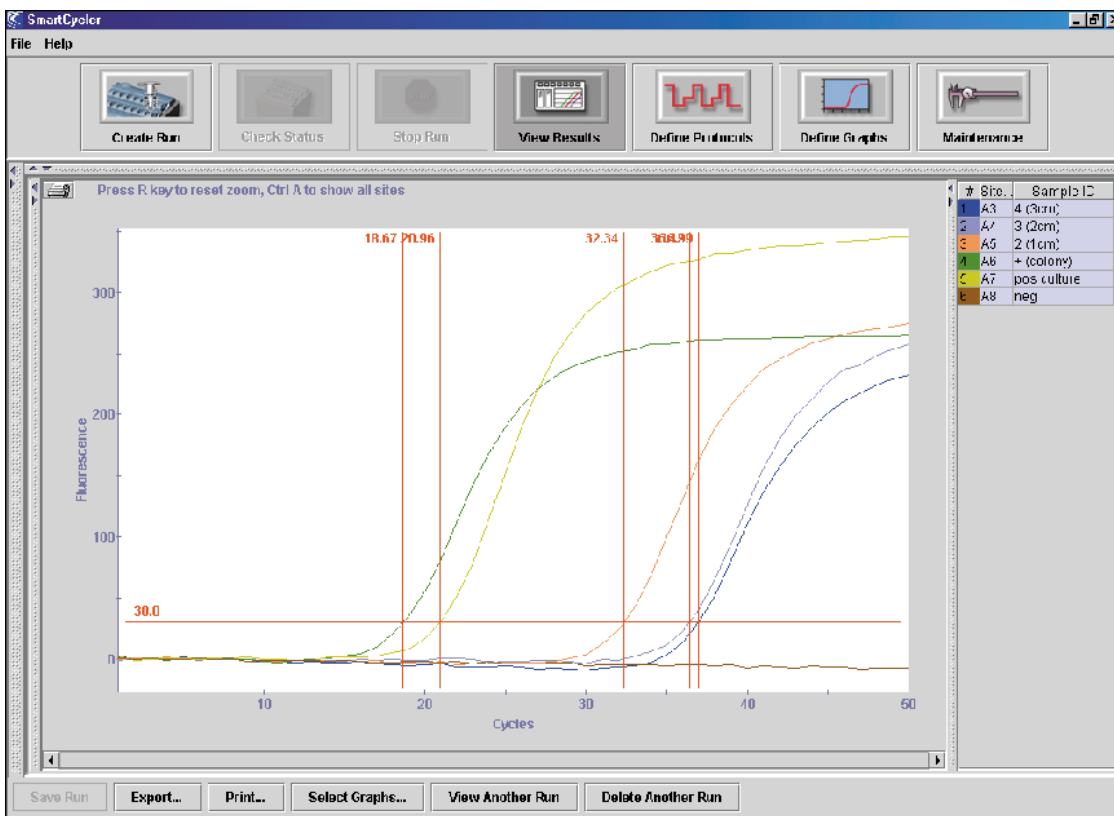 SmartCycler
File Help
Create Run Check Status Stop Run View Results Define Protocols Define Graphs Maintenance
Press R key to reset zoom, Ctrl A to show all sites
# Site... Sample ID
1 A3 4 (3cm)
2 A4 3 (2cm)
3 A5 2 (1cm)
4 A6 + (colony)
5 A7 pos culture
6 A8 neg
18.67 20.96 32.34 36.99
300
200
100
30.0
0
Fluorescence
10 20 30 40 50
Cycles
Save Run Export... Print... Select Graphs... View Another Run Delete Another Run